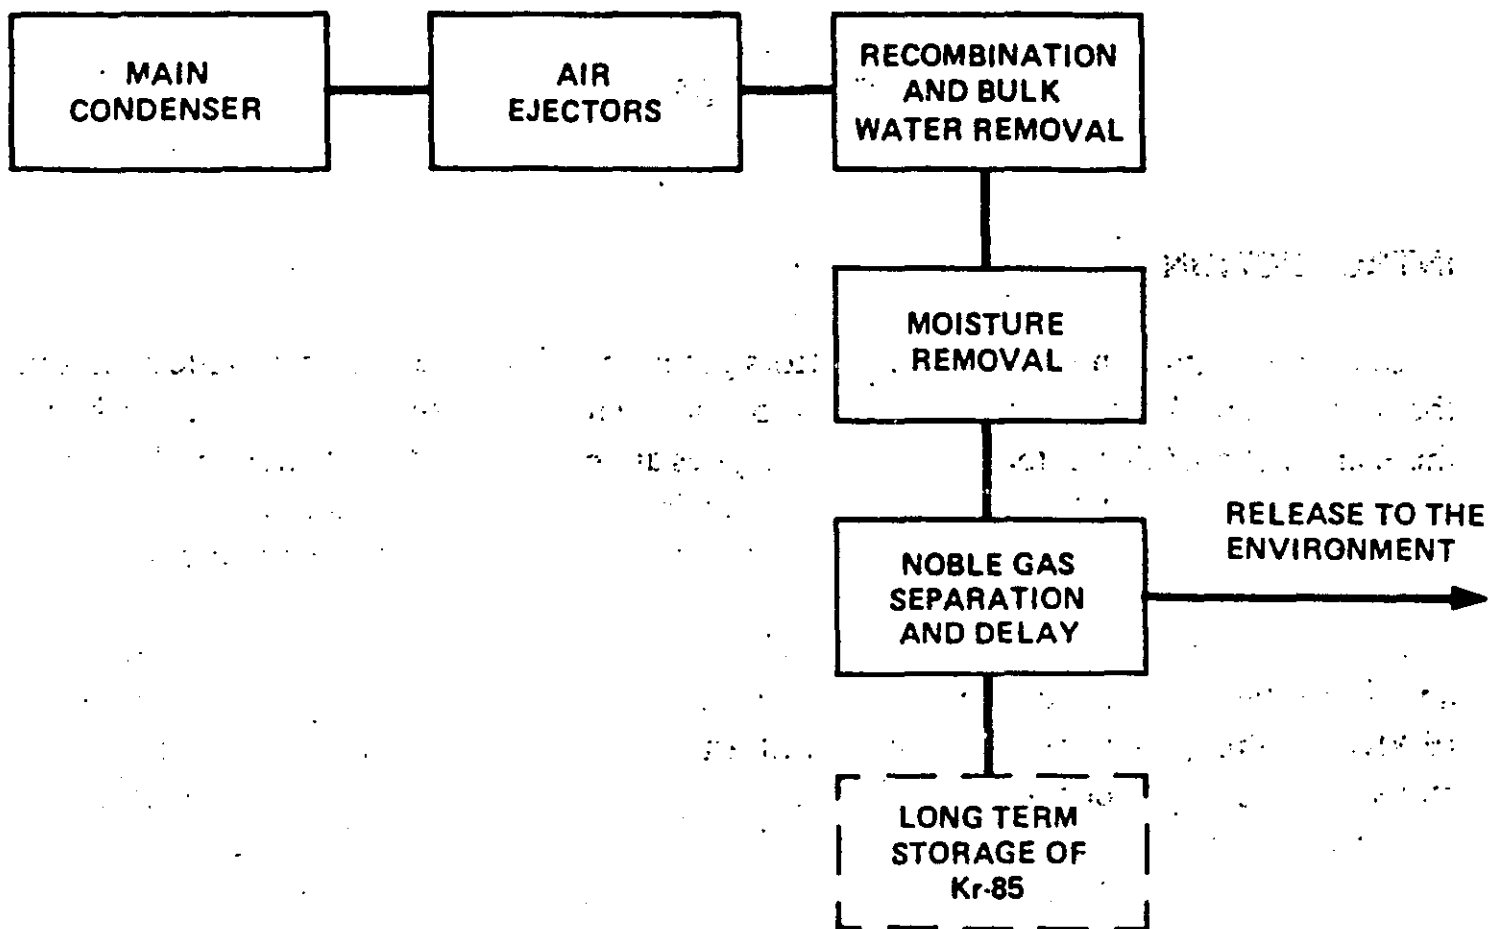 MAIN
CONDENSER
AIR
EJECTORS
RECOMBINATION
AND BULK
WATER REMOVAL
MOISTURE
REMOVAL
RELEASE TO THE
ENVIRONMENT
NOBLE GAS
SEPARATION
AND DELAY
LONG TERM
STORAGE OF
Kr-85